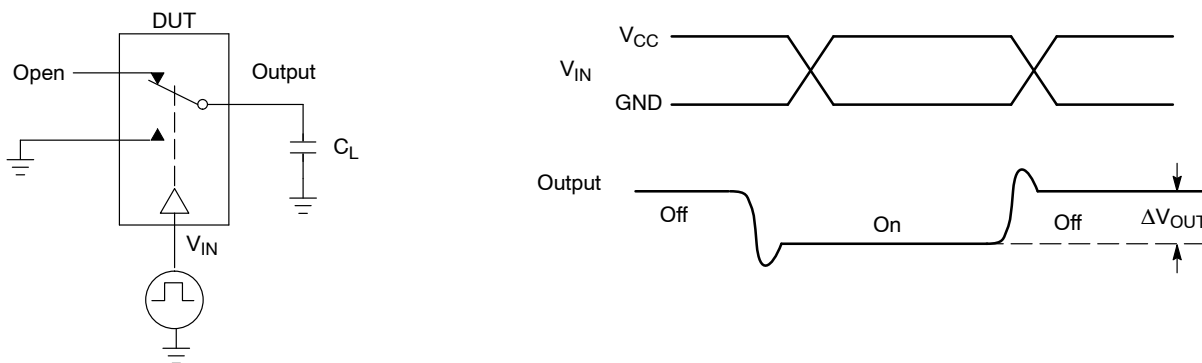 DUT
Open
Output
C_L
V_IN
V_CC
V_IN
GND
Output
Off
On
Off
ΔV_OUT